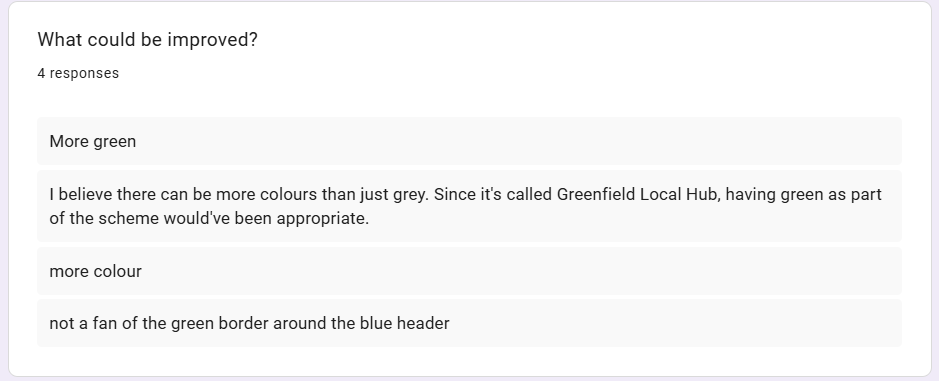 What could be improved?
4 responses
More green
I believe there can be more colours than just grey. Since it's called Greenfield Local Hub, having green as part
of the scheme would've been appropriate.
more colour
not a fan of the green border around the blue header